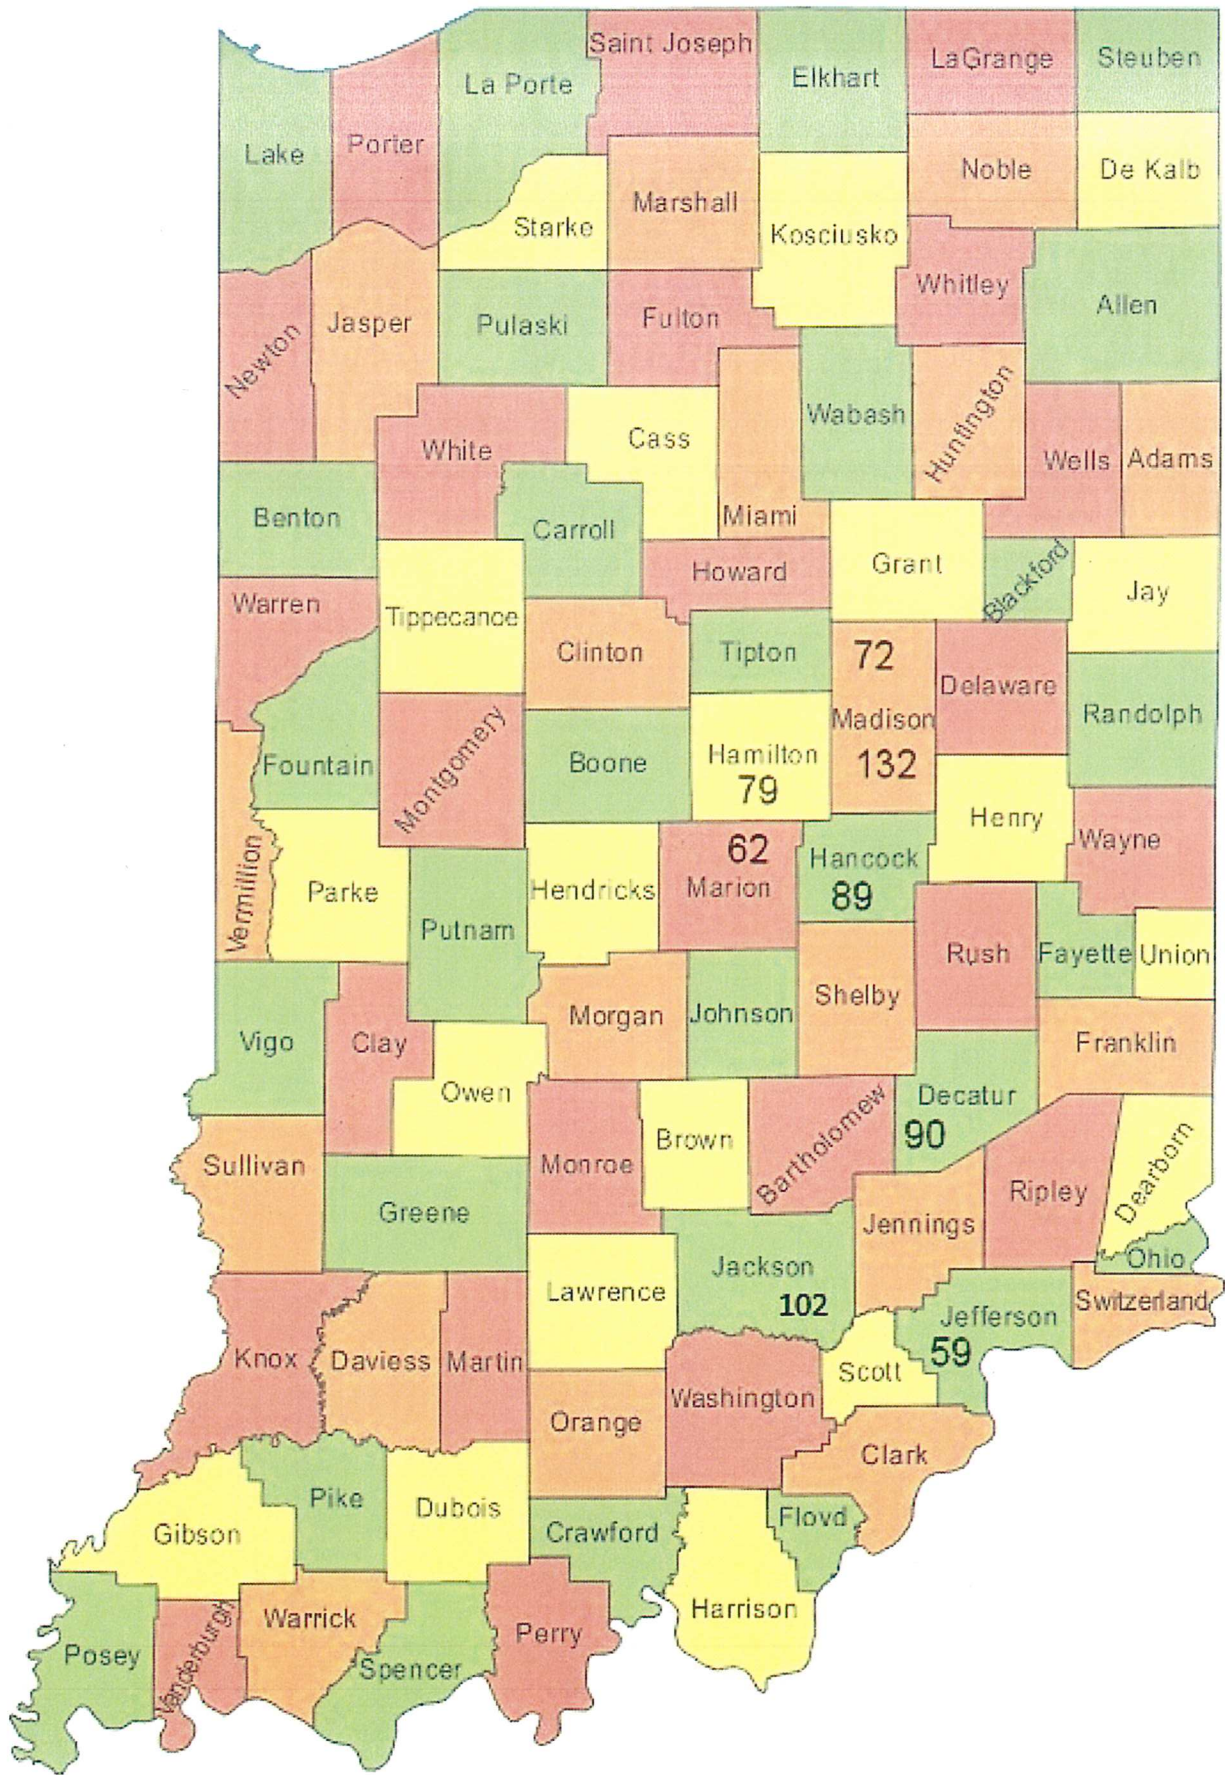 Saint Joseph
LaGrange
Steuben
La Porte
Elkhart
Lake
Porter
Noble
De Kalb
Marshall
Starke
Kosciusko
Whitley
Allen
Newton
Jasper
Pulaski
Fulton
White
Cass
Wabash
Huntington
Wells
Adams
Benton
Carroll
Miami
Howard
Grant
Blackford
Jay
Warren
Tippecanoe
Clinton
Tipton
72
Madison
132
Delaware
Randolph
Fountain
Montgomery
Boone
Hamilton
79
Henry
Wayne
Vermillion
Parke
Putnam
Hendricks
62
Marion
Hancock
89
Rush
Fayette
Union
Vigo
Clay
Morgan
Johnson
Shelby
Franklin
Owen
Decatur
90
Sullivan
Monroe
Brown
Bartholomew
Ripley
Dearborn
Greene
Jennings
Ohio
Lawrence
Jackson
102
Jefferson
59
Switzerland
Knox
Daviess
Martin
Scott
Orange
Washington
Clark
Gibson
Pike
Dubois
Crawford
Floyd
Harrison
Posey
Vanderburgh
Warrick
Spencer
Perry